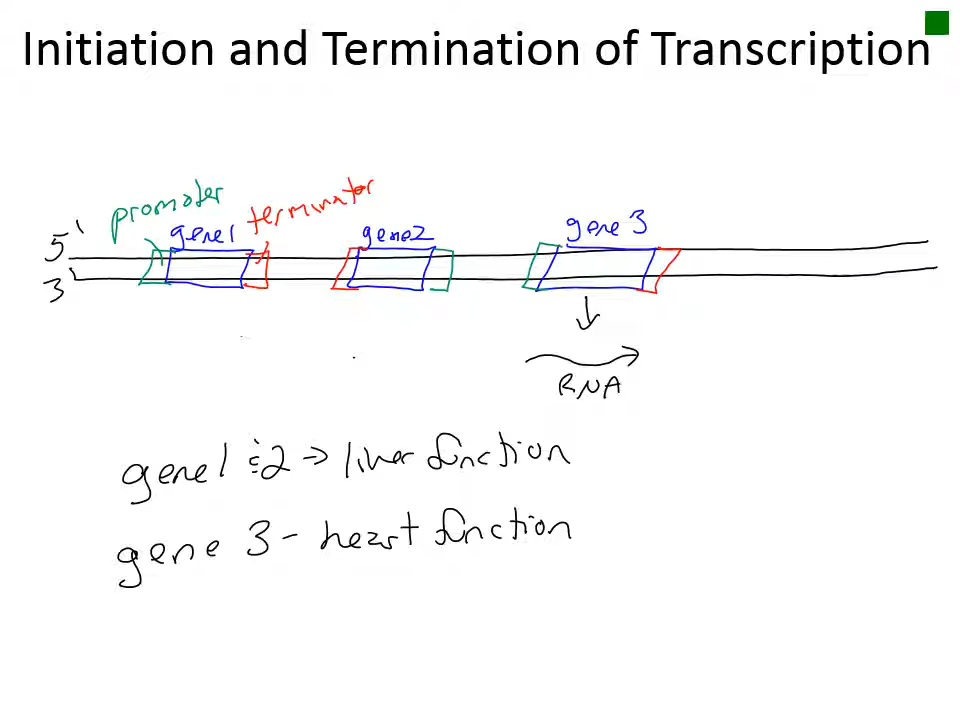 Initiation and Termination of Transcription
promoter
terminator
gene1
gene2
gene 3
5'
3
RNA
gene1 & 2 → liver function
gene 3 - heart function